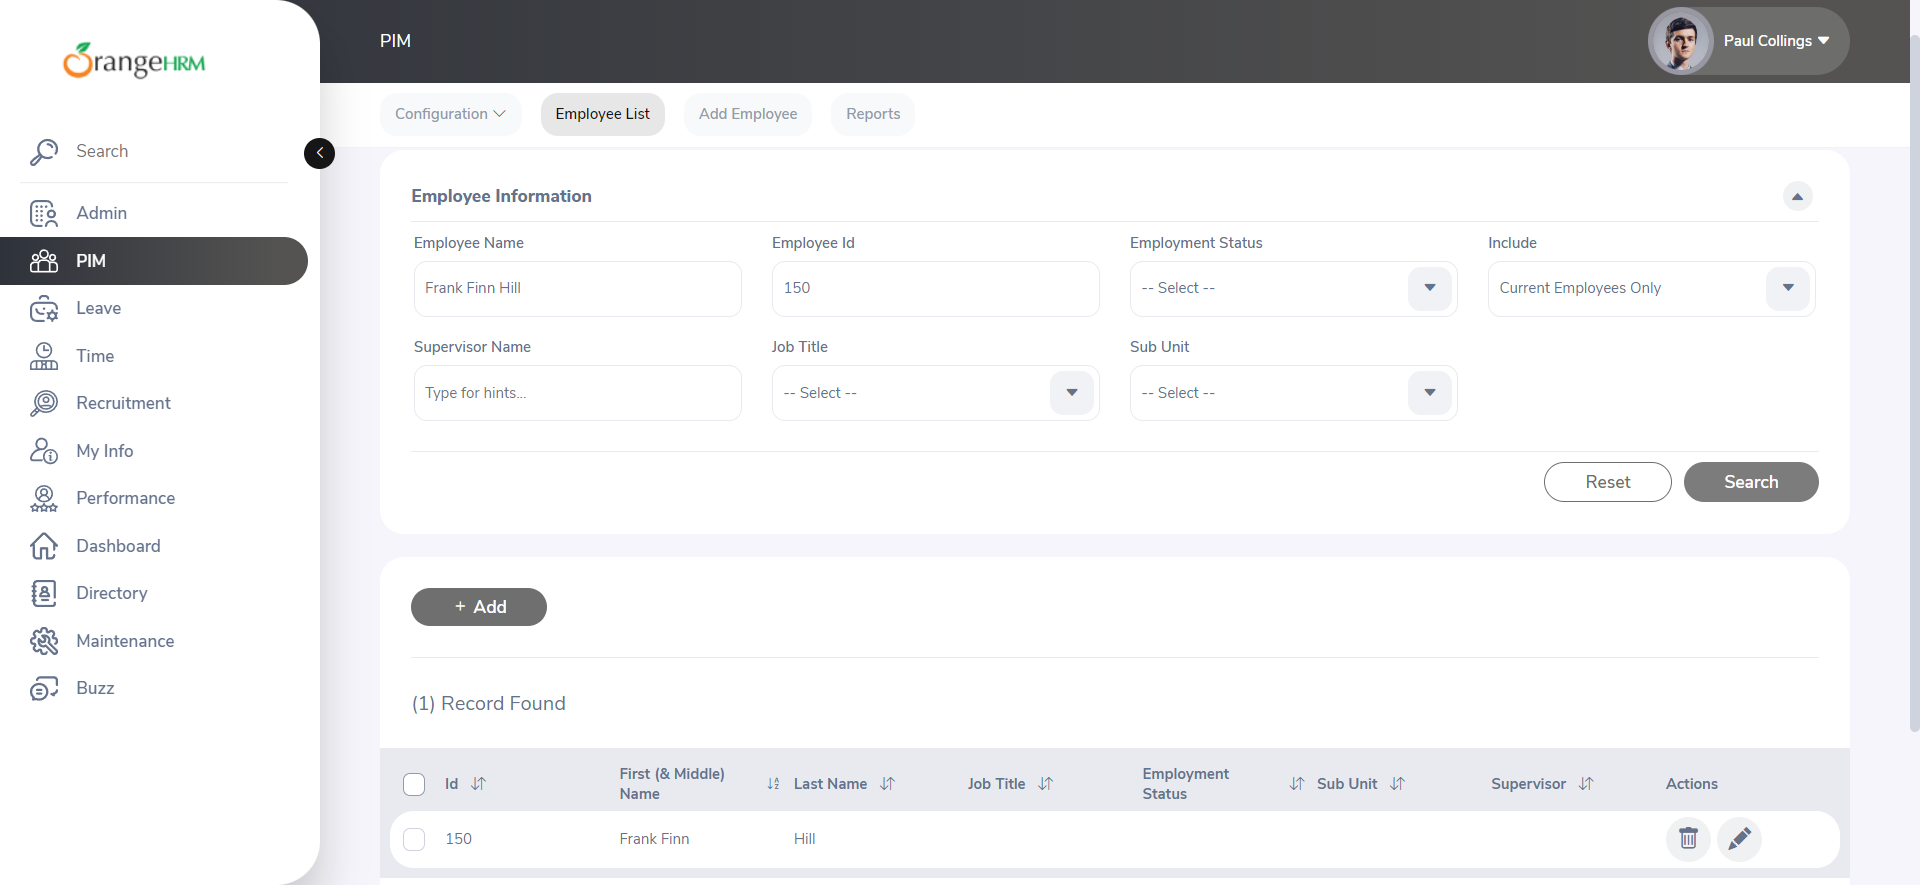 OrangeHRM
PIM
Paul Collings
Configuration
Employee List
Add Employee
Reports
Search
Admin
PIM
Leave
Time
Recruitment
My Info
Performance
Dashboard
Directory
Maintenance
Buzz
Employee Information
Employee Name
Employee Id
Employment Status
Include
Frank Finn Hill
150
-- Select --
Current Employees Only
Supervisor Name
Job Title
Sub Unit
Type for hints...
-- Select --
-- Select --
Reset
Search
+ Add
(1) Record Found
Id
First (& Middle)
Name
Last Name
Job Title
Employment
Status
Sub Unit
Supervisor
Actions
150
Frank Finn
Hill